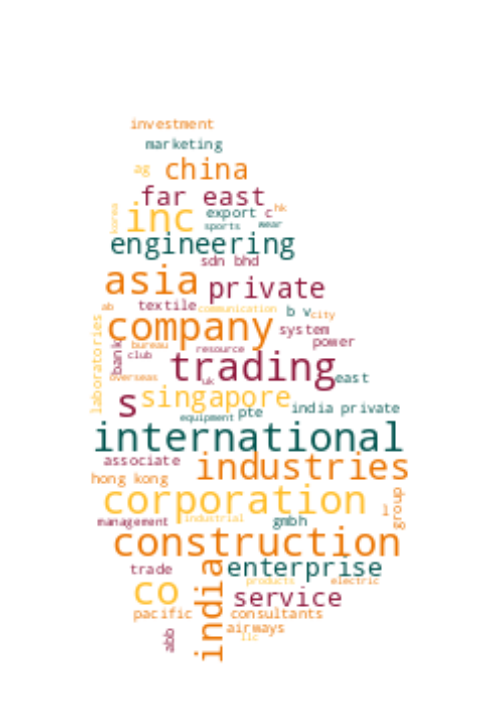 investment
marketing
ag china
far east
korea inc export c hk
sports wear
engineering
sdn bhd
asia private
ab textile communication b v city
company system
bank bureau power
club resource
laboratories trading
overseas uk east
s singapore
equipment pte india private
international
associate industries
hong kong
corporation l group
management industrial gmbh
construction
trade india enterprise
products electric
co service
pacific consultants
abb airways
llc